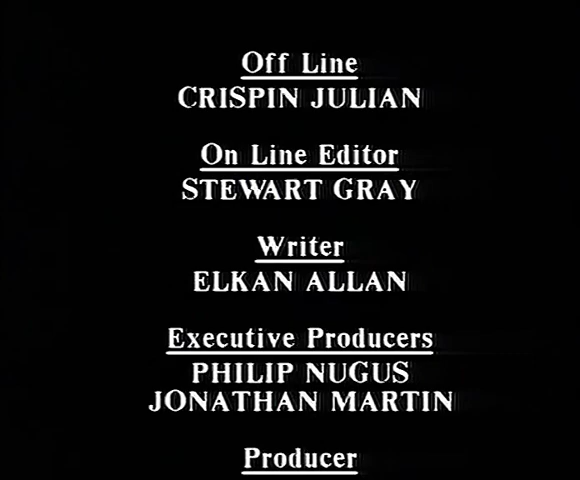 Off Line
CRISPIN JULIAN
On Line Editor
STEWART GRAY
Writer
ELKAN ALLAN
Executive Producers
PHILIP NUGUS
JONATHAN MARTIN
Producer